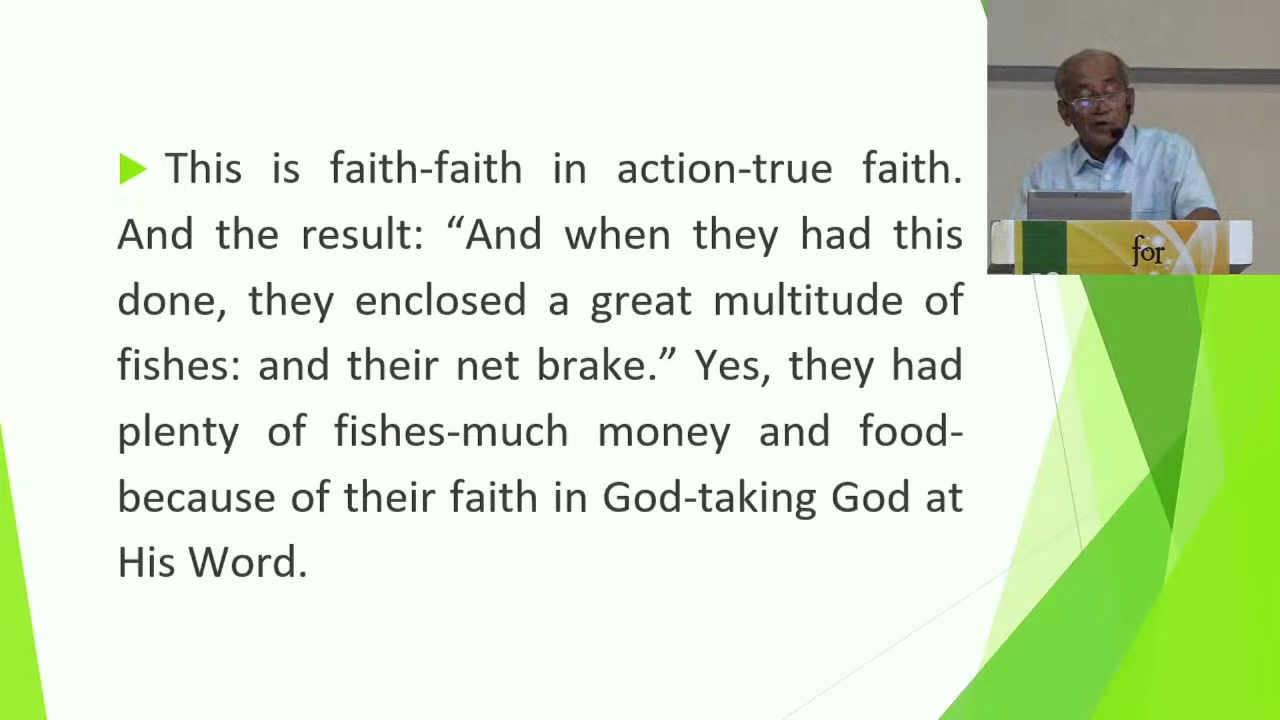 This is faith-faith in action-true faith.
And the result: “And when they had this
done, they enclosed a great multitude of
fishes: and their net brake.” Yes, they had
plenty of fishes-much money and food-
because of their faith in God-taking God at
His Word.
for